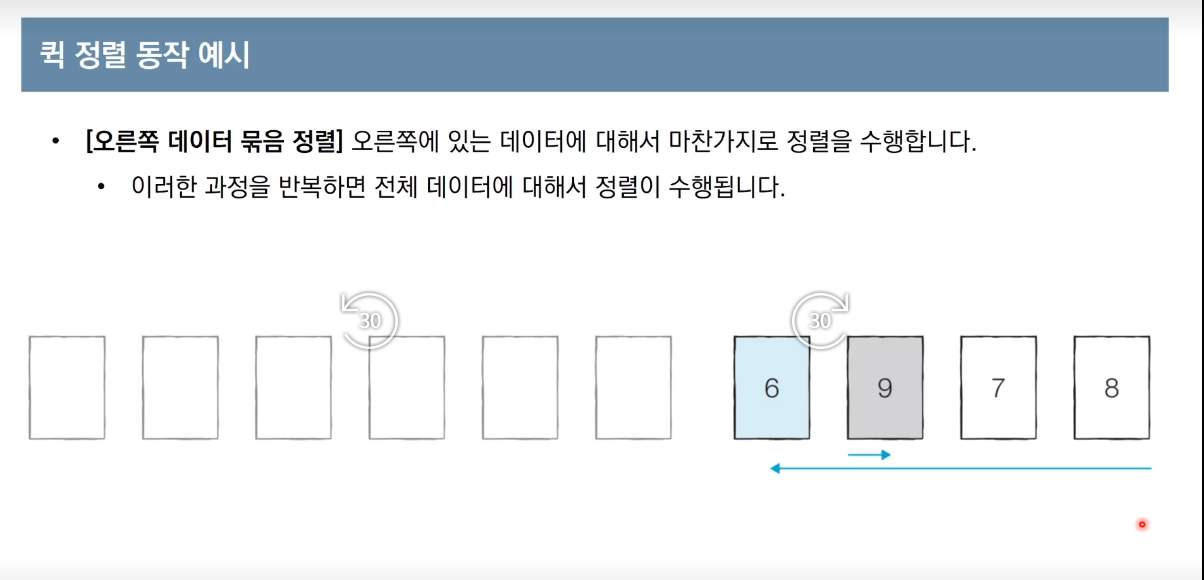 퀵 정렬 동작 예시
• [오른쪽 데이터 묶음 정렬] 오른쪽에 있는 데이터에 대해서 마찬가지로 정렬을 수행합니다.
• 이러한 과정을 반복하면 전체 데이터에 대해서 정렬이 수행됩니다.
30 30
6 9 7 8